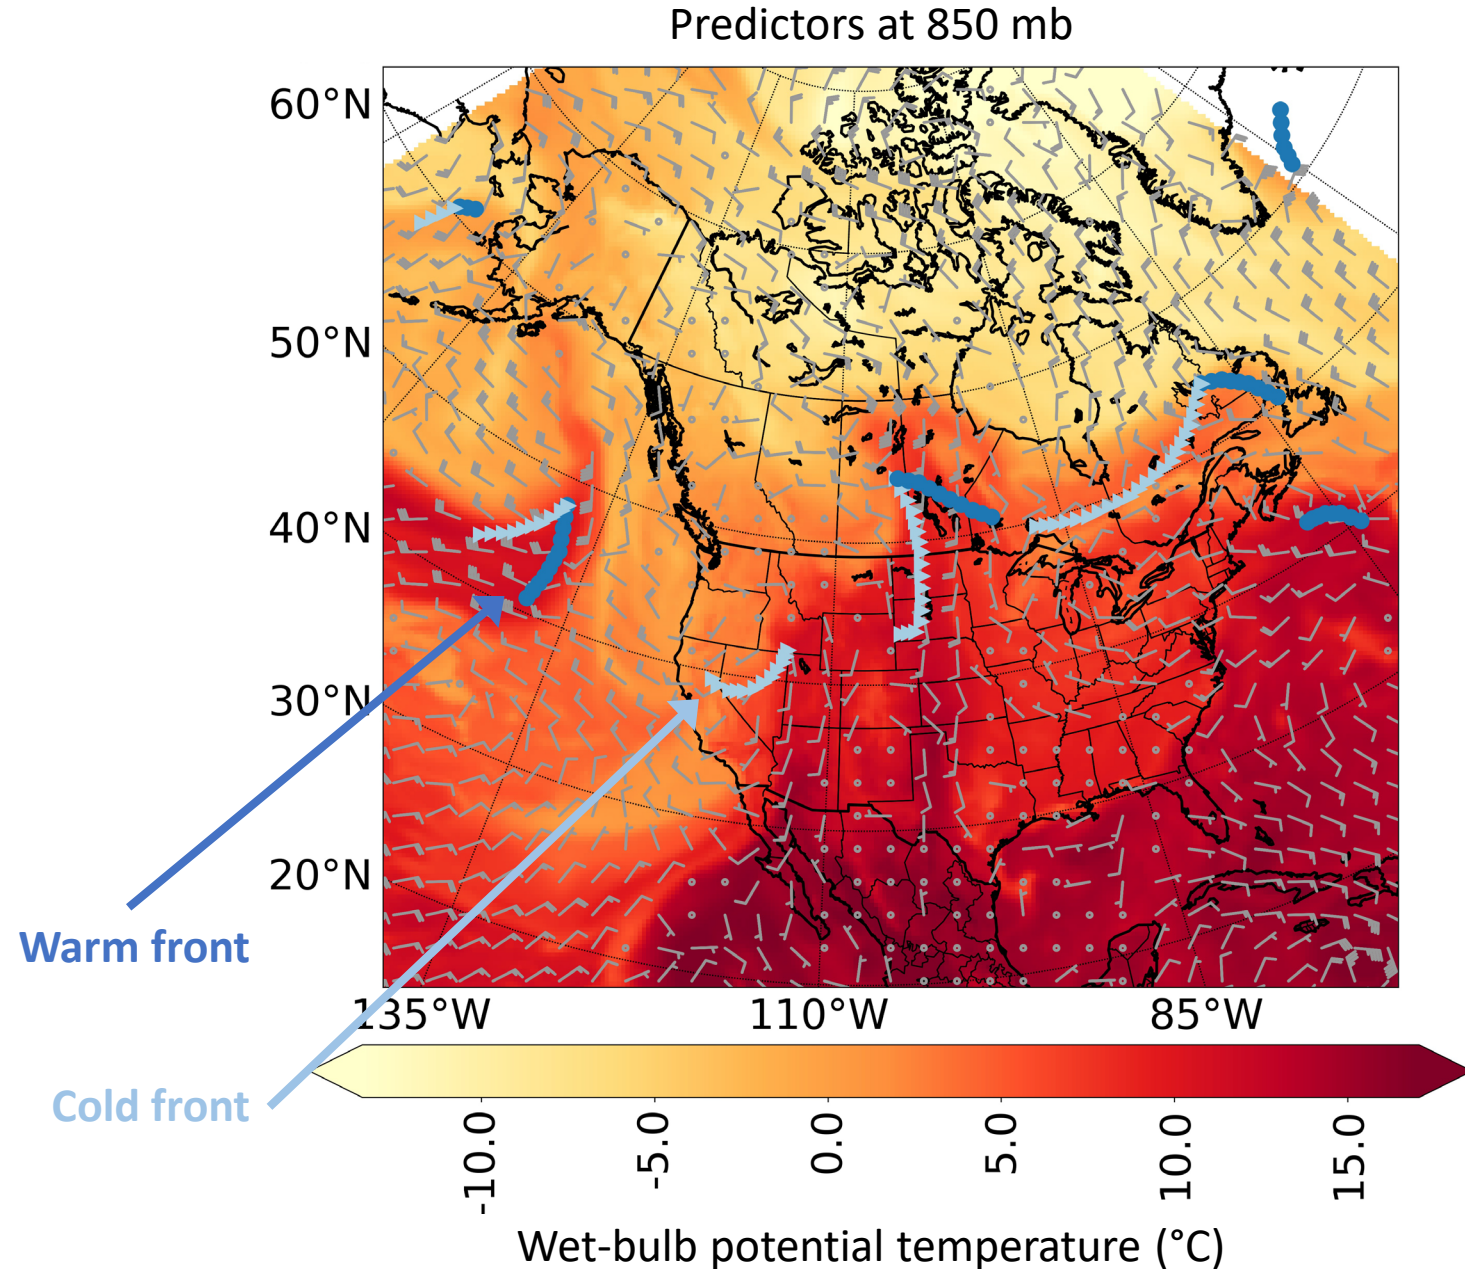 Predictors at 850 mb
60°N
50°N
40°N
30°N
20°N
Warm front
135°W 110°W 85°W
Cold front
-10.0 -5.0 0.0 5.0 10.0 15.0
Wet-bulb potential temperature (°C)